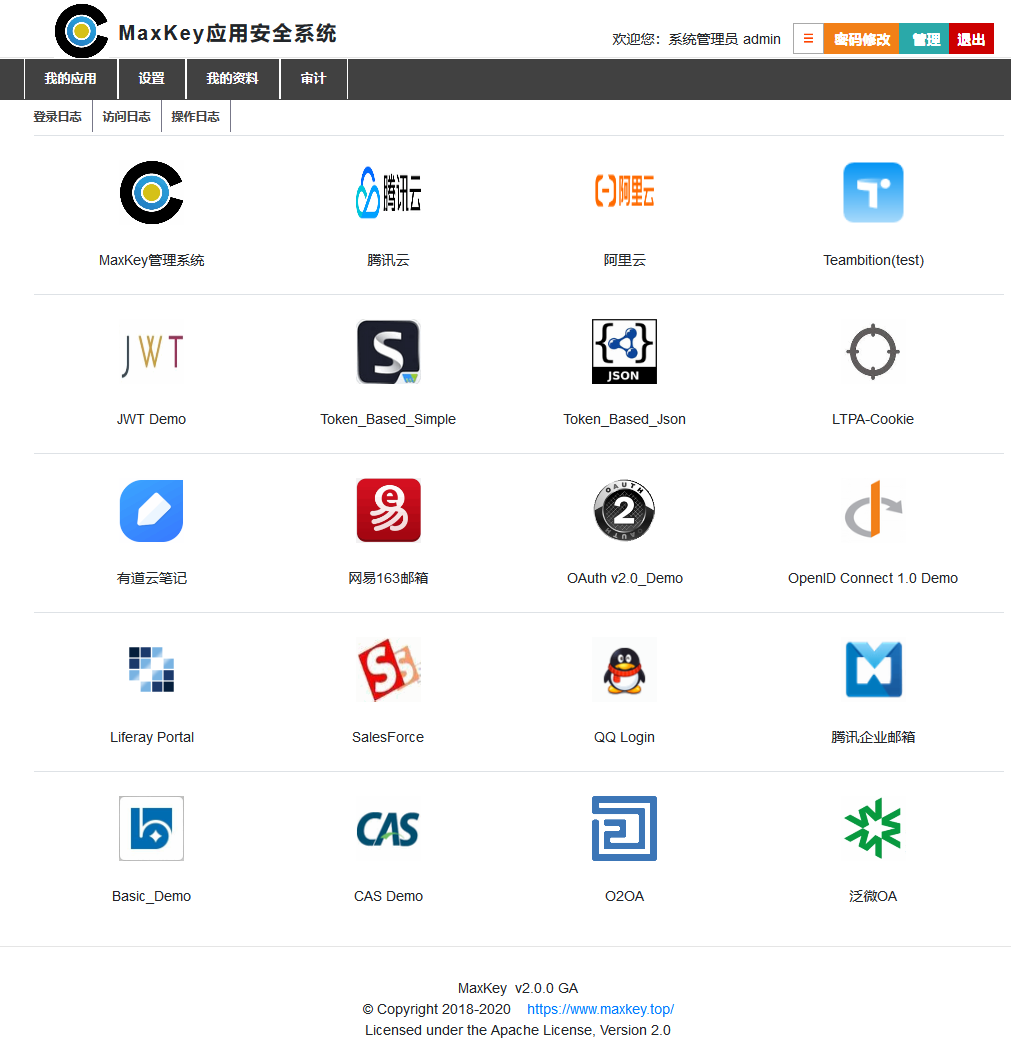 MaxKey应用安全系统
欢迎您：系统管理员 admin ☰ 密码修改 管理 退出
我的应用 设置 我的资料 审计
登录日志 访问日志 操作日志
腾讯云 阿里云
MaxKey管理系统 腾讯云 阿里云 Teambition(test)
JWT S JSON
JWT Demo Token_Based_Simple Token_Based_Json LTPA-Cookie
OAUTH 2 OAUTH
有道云笔记 网易163邮箱 OAuth v2.0_Demo OpenID Connect 1.0 Demo
S S
Liferay Portal SalesForce QQ Login 腾讯企业邮箱
CAS
Basic_Demo CAS Demo O2OA 泛微OA
MaxKey v2.0.0 GA
© Copyright 2018-2020 https://www.maxkey.top/
Licensed under the Apache License, Version 2.0